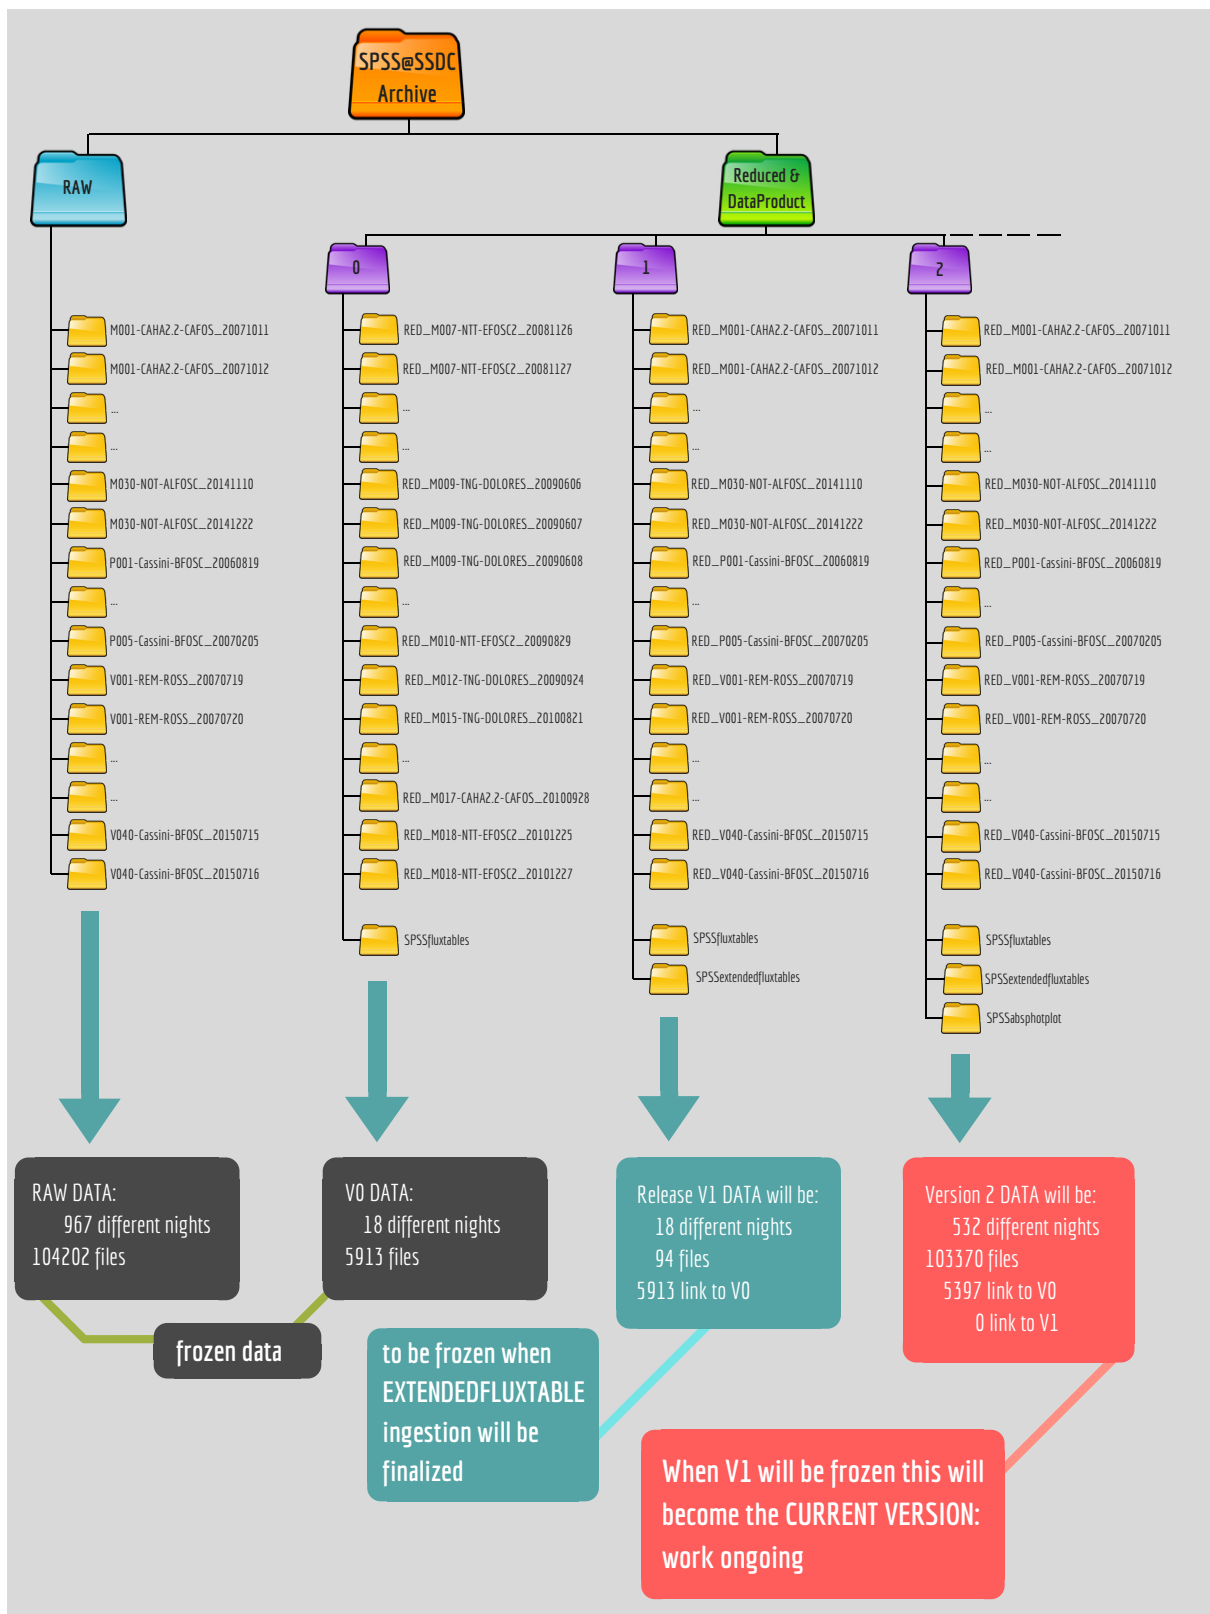 SPSS@SSDC
Archive
RAW
Reduced &
DataProduct
0
1
2
M001-CAHA2.2-CAFOS_20071011
M001-CAHA2.2-CAFOS_20071012
...
...
M030-NOT-ALFOSC_20141110
M030-NOT-ALFOSC_20141222
P001-Cassini-BFOSC_20060819
...
P005-Cassini-BFOSC_20070205
V001-REM-ROSS_20070719
V001-REM-ROSS_20070720
...
...
V040-Cassini-BFOSC_20150715
V040-Cassini-BFOSC_20150716
RED_M007-NTT-EFOSC2_20081126
RED_M007-NTT-EFOSC2_20081127
...
...
RED_M009-TNG-DOLORES_20090606
RED_M009-TNG-DOLORES_20090607
RED_M009-TNG-DOLORES_20090608
...
RED_M010-NTT-EFOSC2_20090829
RED_M012-TNG-DOLORES_20090924
RED_M015-TNG-DOLORES_20100821
...
RED_M017-CAHA2.2-CAFOS_20100928
RED_M018-NTT-EFOSC2_20101225
RED_M018-NTT-EFOSC2_20101227
SPSSfluxtables
RED_M001-CAHA2.2-CAFOS_20071011
RED_M001-CAHA2.2-CAFOS_20071012
...
...
RED_M030-NOT-ALFOSC_20141110
RED_M030-NOT-ALFOSC_20141222
RED_P001-Cassini-BFOSC_20060819
...
RED_P005-Cassini-BFOSC_20070205
RED_V001-REM-ROSS_20070719
RED_V001-REM-ROSS_20070720
...
...
RED_V040-Cassini-BFOSC_20150715
RED_V040-Cassini-BFOSC_20150716
SPSSfluxtables
SPSSextendedfluxtables
RED_M001-CAHA2.2-CAFOS_20071011
RED_M001-CAHA2.2-CAFOS_20071012
...
...
RED_M030-NOT-ALFOSC_20141110
RED_M030-NOT-ALFOSC_20141222
RED_P001-Cassini-BFOSC_20060819
...
RED_P005-Cassini-BFOSC_20070205
RED_V001-REM-ROSS_20070719
RED_V001-REM-ROSS_20070720
...
...
RED_V040-Cassini-BFOSC_20150715
RED_V040-Cassini-BFOSC_20150716
SPSSfluxtables
SPSSextendedfluxtables
SPSSabsphotplot
RAW DATA:
967 different nights
104202 files
V0 DATA:
18 different nights
5913 files
Release V1 DATA will be:
18 different nights
94 files
5913 link to V0
Version 2 DATA will be:
532 different nights
103370 files
5397 link to V0
0 link to V1
frozen data
to be frozen when
EXTENDEDFLUXTABLE
ingestion will be
finalized
When V1 will be frozen this will
become the CURRENT VERSION:
work ongoing